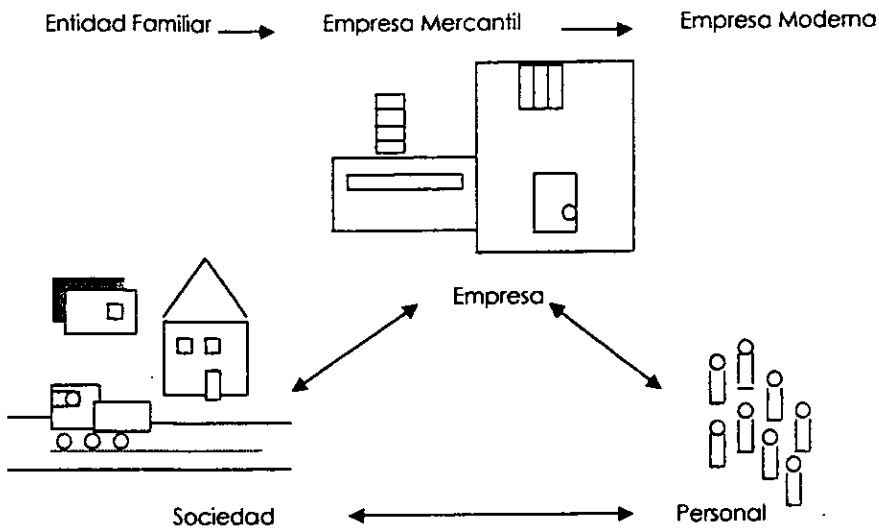 Entidad Familiar → Empresa Mercantil → Empresa Moderna
Empresa
Sociedad ↔ Personal